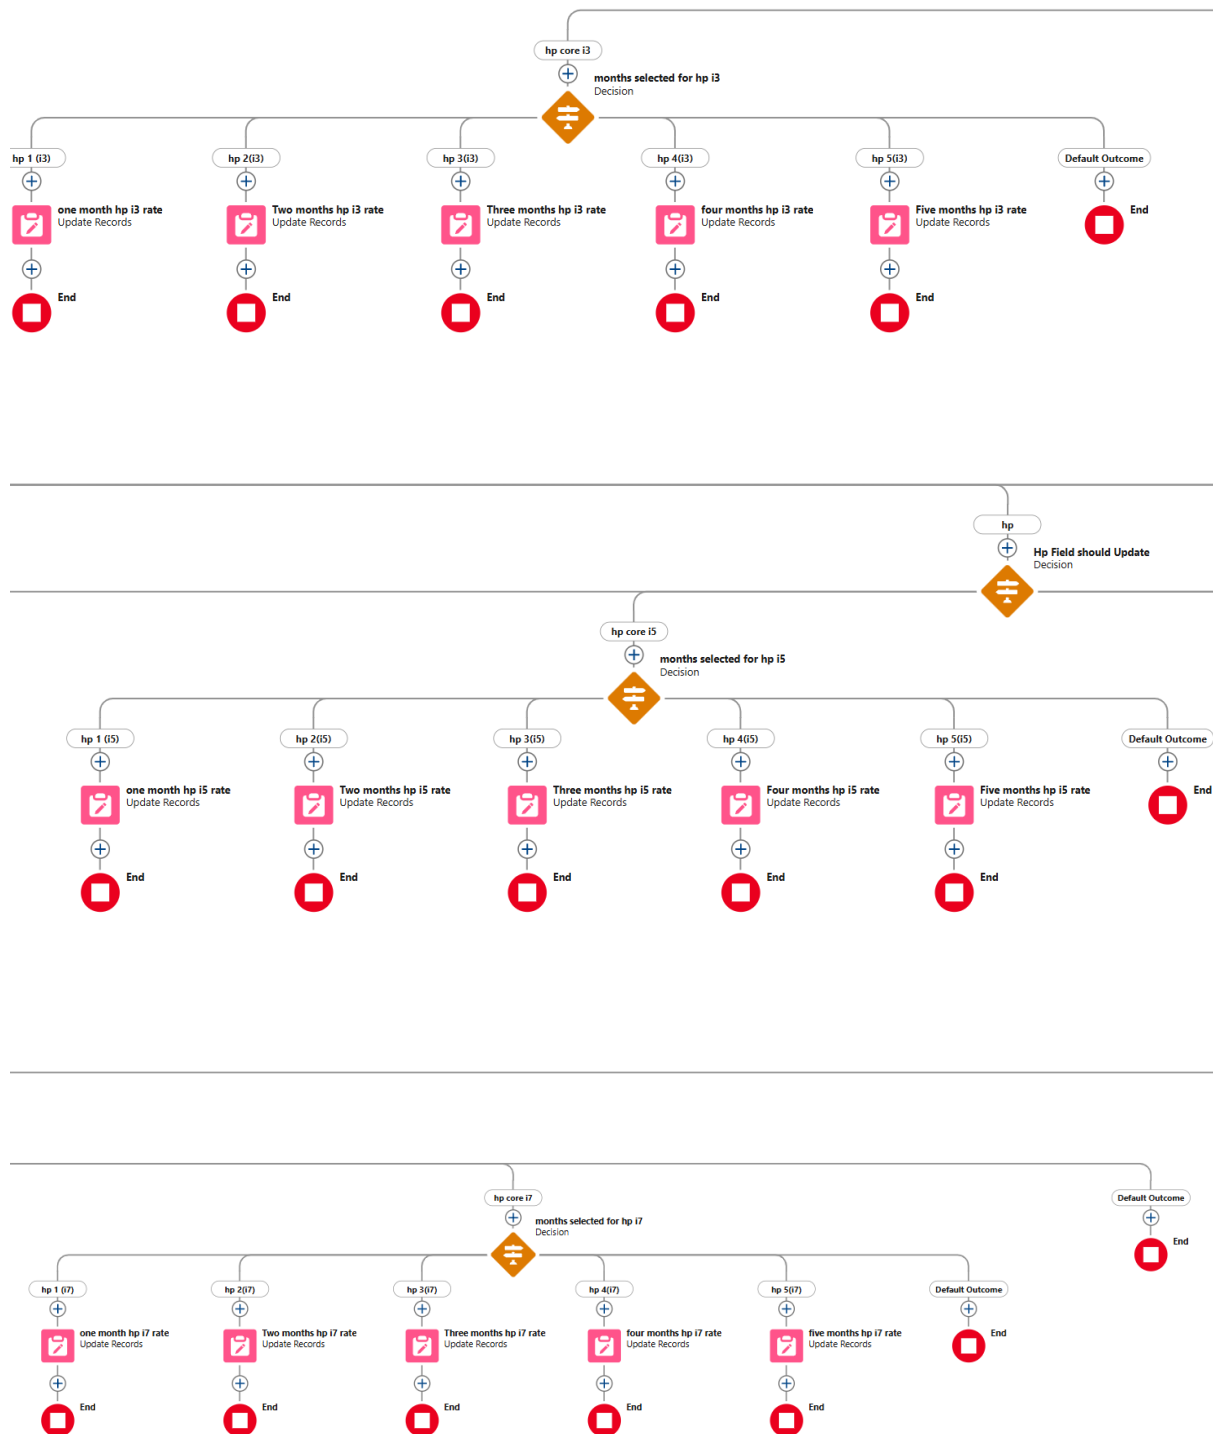 hp core i3
months selected for hp i3
Decision
hp 1 (i3)
hp 2(i3)
hp 3(i3)
hp 4(i3)
hp 5(i3)
Default Outcome
one month hp i3 rate
Update Records
Two months hp i3 rate
Update Records
Three months hp i3 rate
Update Records
four months hp i3 rate
Update Records
Five months hp i3 rate
Update Records
End
End
End
End
End
End
hp
Hp Field should Update
Decision
hp core i5
months selected for hp i5
Decision
hp 1 (i5)
hp 2(i5)
hp 3(i5)
hp 4(i5)
hp 5(i5)
Default Outcome
one month hp i5 rate
Update Records
Two months hp i5 rate
Update Records
Three months hp i5 rate
Update Records
Four months hp i5 rate
Update Records
Five months hp i5 rate
Update Records
End
End
End
End
End
End
hp core i7
Default Outcome
months selected for hp i7
Decision
End
hp 1 (i7)
hp 2(i7)
hp 3(i7)
hp 4(i7)
hp 5(i7)
Default Outcome
one month hp i7 rate
Update Records
Two months hp i7 rate
Update Records
Three months hp i7 rate
Update Records
four months hp i7 rate
Update Records
five months hp i7 rate
Update Records
End
End
End
End
End
End